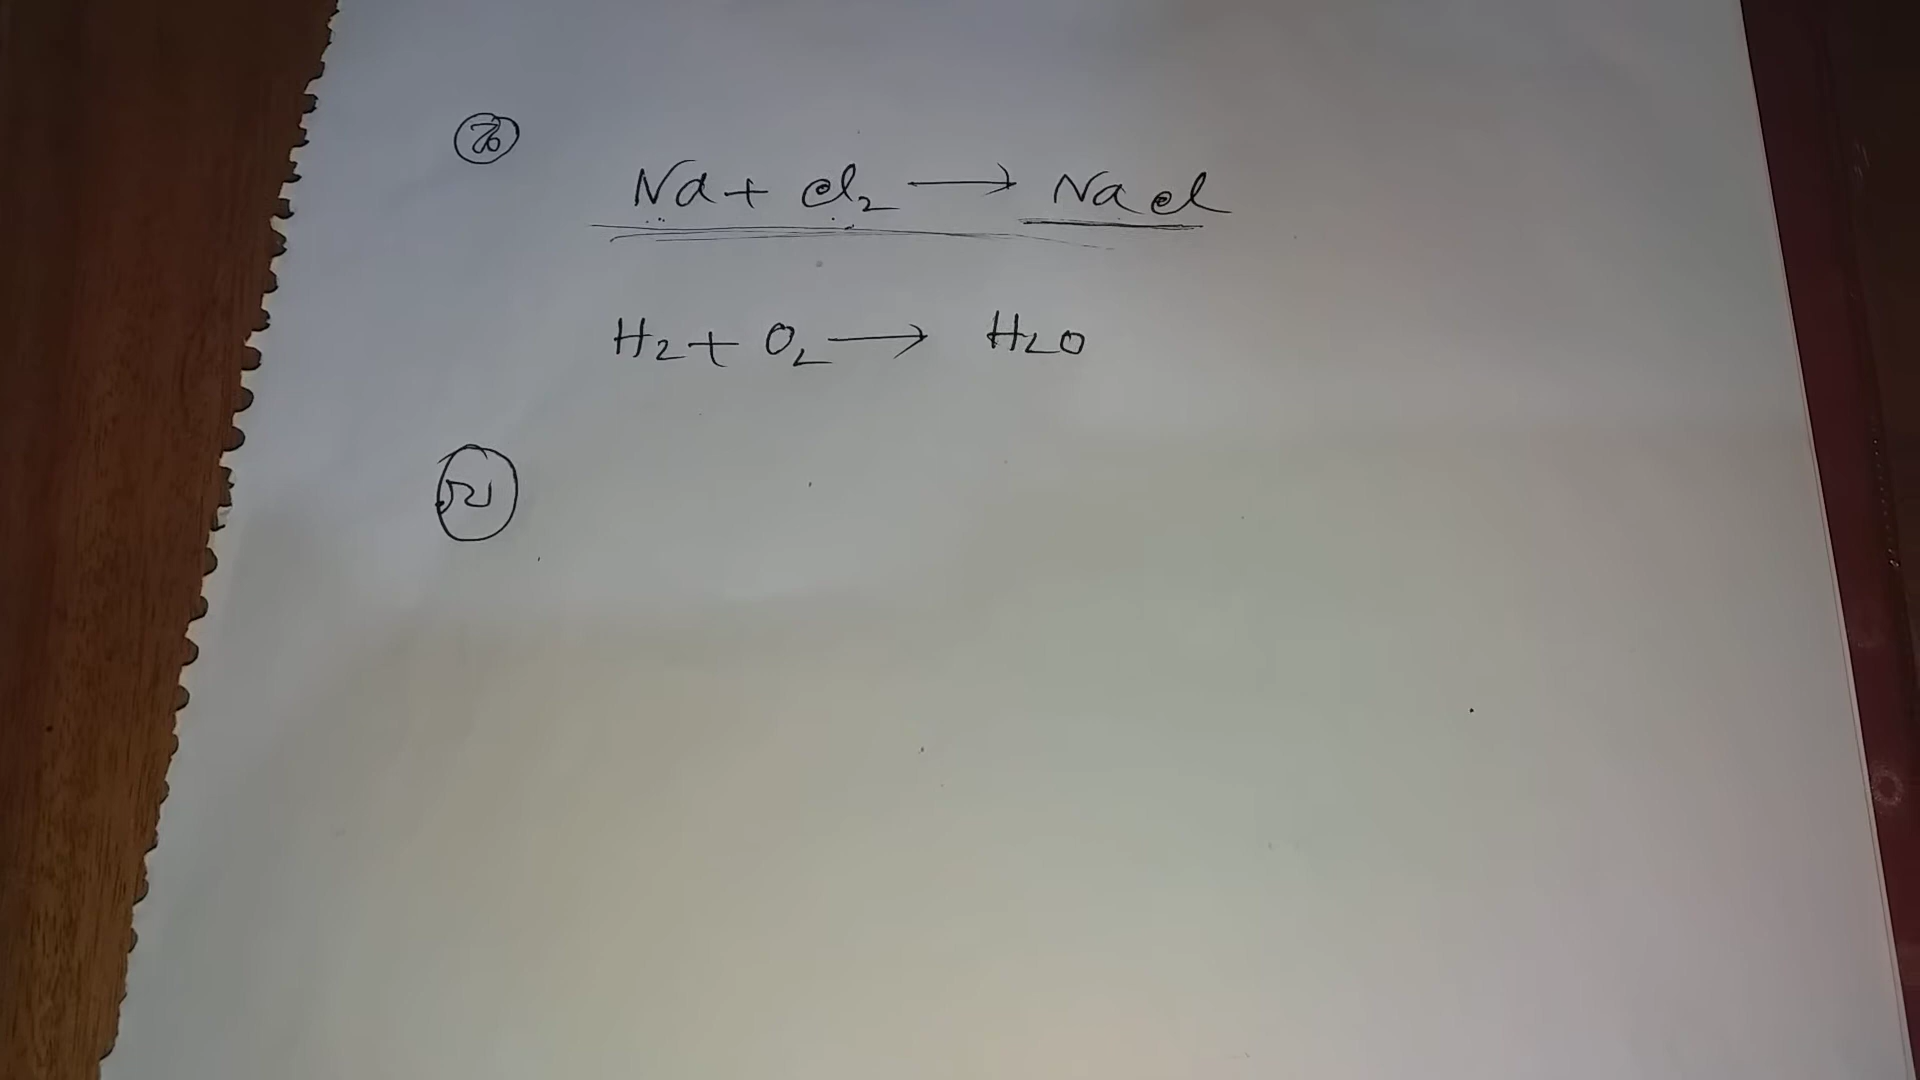 Na + Cl₂ → NaCl
H₂ + O₂ → H₂O